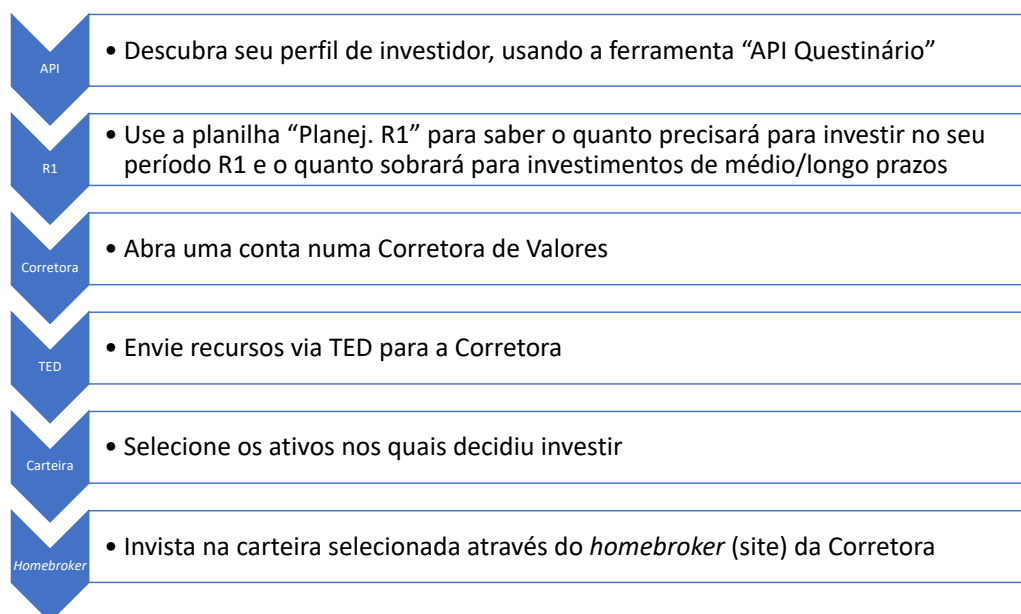 API
• Descubra seu perfil de investidor, usando a ferramenta “API Questinário”
R1
• Use a planilha “Planej. R1” para saber o quanto precisará para investir no seu
período R1 e o quanto sobrará para investimentos de médio/longo prazos
Corretora
• Abra uma conta numa Corretora de Valores
TED
• Envie recursos via TED para a Corretora
Carteira
• Selecione os ativos nos quais decidiu investir
Homebroker
• Invista na carteira selecionada através do homebroker (site) da Corretora